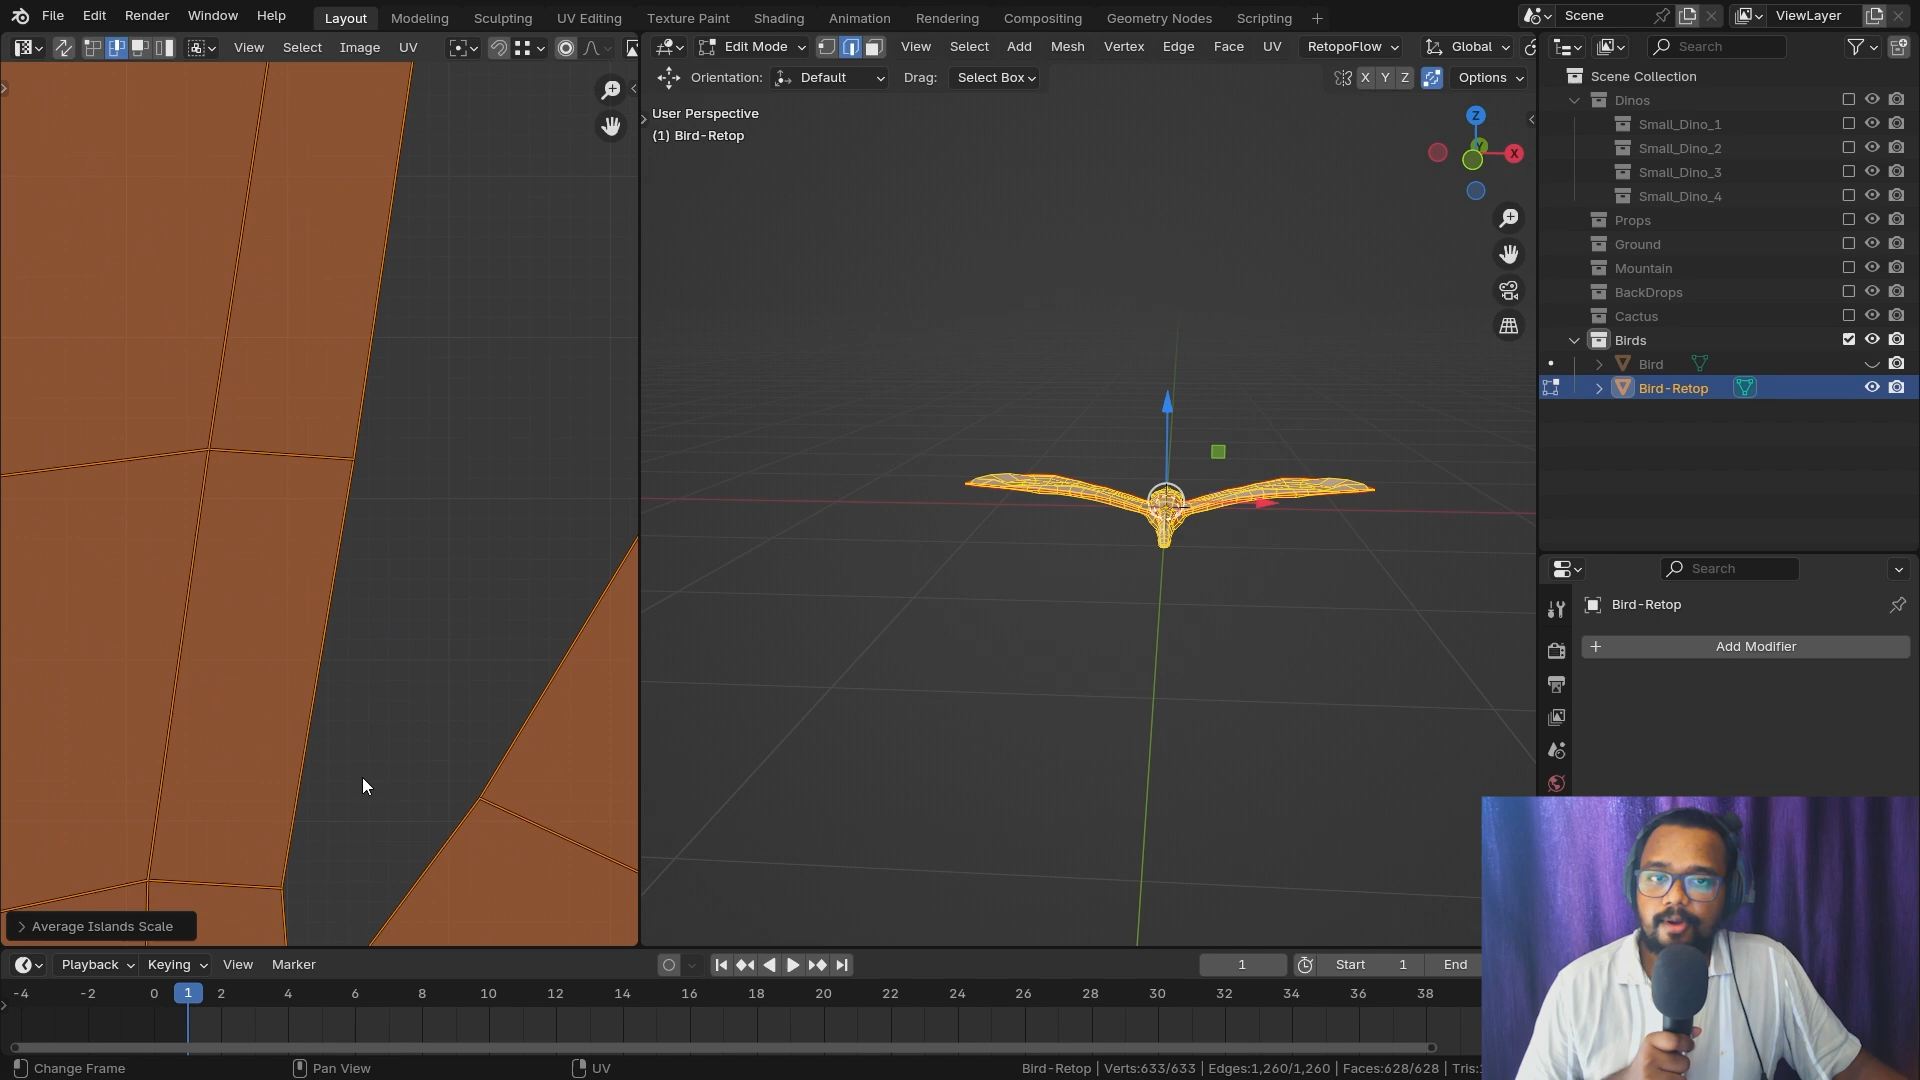 File Edit Render Window Help Layout Modeling Sculpting UV Editing Texture Paint Shading Animation Rendering Compositing Geometry Nodes Scripting + Scene ViewLayer
View Select Image UV Edit Mode View Select Add Mesh Vertex Edge Face UV RetopoFlow Global Search
Orientation: Default Drag: Select Box X Y Z Options
Scene Collection
Dinos
Small_Dino_1
Small_Dino_2
Small_Dino_3
Small_Dino_4
Props
Ground
Mountain
BackDrops
Cactus
Birds
Bird
Bird-Retop
User Perspective
(1) Bird-Retop
Z
Y
X
Search
Bird-Retop
+ Add Modifier
Average Islands Scale
Playback Keying View Marker 1 Start 1 End
-4 -2 0 1 2 4 6 8 10 12 14 16 18 20 22 24 26 28 30 32 34 36 38
Change Frame Pan View UV Bird-Retop | Verts:633/633 | Edges:1,260/1,260 | Faces:628/628 | Tris: